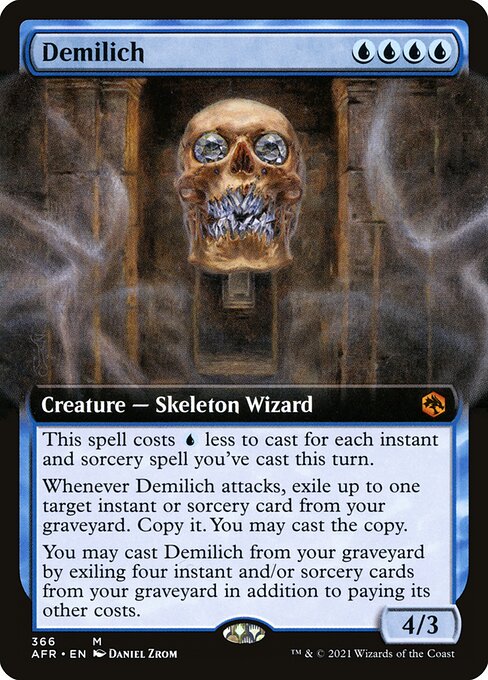 Demilich
Creature — Skeleton Wizard
This spell costs less to cast for each instant
and sorcery spell you've cast this turn.
Whenever Demilich attacks, exile up to one
target instant or sorcery card from your
graveyard. Copy it. You may cast the copy.
You may cast Demilich from your graveyard
by exiling four instant and/or sorcery cards
from your graveyard in addition to paying its
other costs.
4/3
366 M
AFR • EN Daniel Zrom
™ & © 2021 Wizards of the Coast